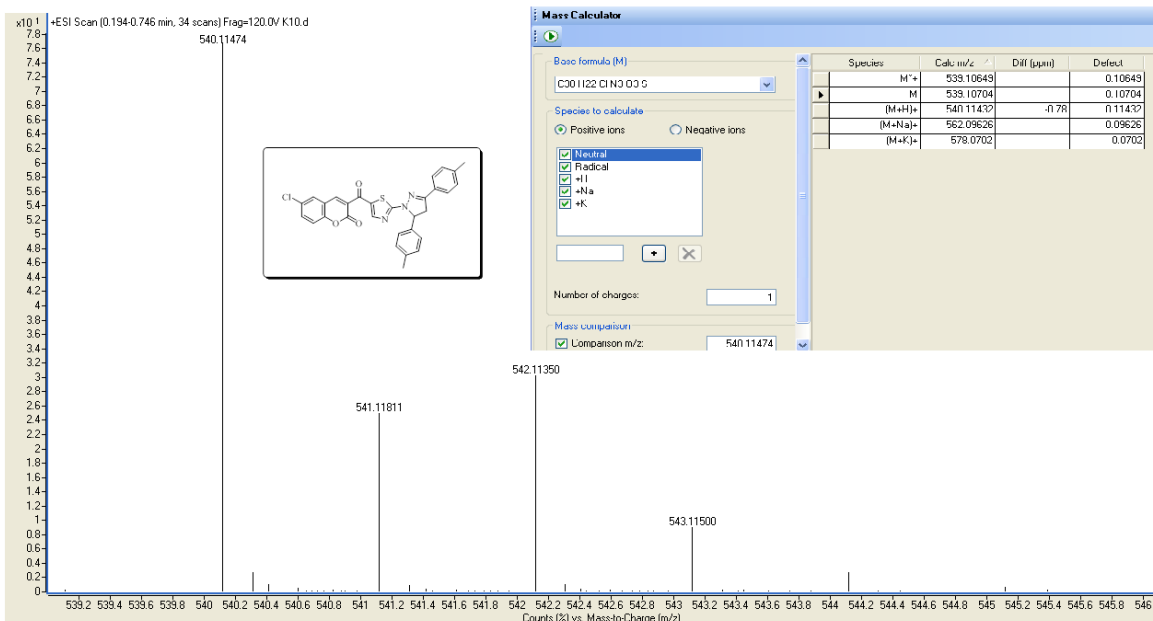 x10 1 +ESI Scan (0.194-0.746 min, 34 scans) Frag=120.0V K10.d
7.8
7.6
7.4
7.2
7
6.8
6.6
6.4
6.2
6
5.8
5.6
5.4
5.2
5
4.8
4.6
4.4
4.2
4
3.8
3.6
3.4
3.2
3
2.8
2.6
2.4
2.2
2
1.8
1.6
1.4
1.2
1
0.8
0.6
0.4
0.2
0
540.11474
541.11811
542.11350
543.11500
Cl
O
O
O
S
N
N
N
Mass Calculator
Base formula (M)
C30 H22 Cl N3 O3 S
Species to calculate
Positive ions Negative ions
Neutral
Radical
+H
+Na
+K
+
Number of charges: 1
Mass comparison
Comparison m/z: 540.11474
Species Calc m/z Diff (ppm) Defect
M*+ 539.10649 0.10649
M 539.10704 0.10704
(M+H)+ 540.11432 -0.78 0.11432
(M+Na)+ 562.09626 0.09626
(M+K)+ 578.0702 0.0702
539.2 539.4 539.6 539.8 540 540.2 540.4 540.6 540.8 541 541.2 541.4 541.6 541.8 542 542.2 542.4 542.6 542.8 543 543.2 543.4 543.6 543.8 544 544.2 544.4 544.6 544.8 545 545.2 545.4 545.6 545.8 546
Counts (%) vs. Mass-to-Charge (m/z)